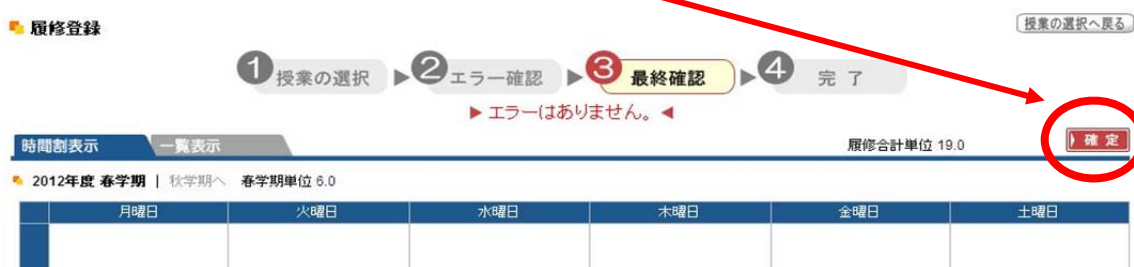 履修登録
授業の選択へ戻る
1 授業の選択 ▶ 2 エラー確認 ▶ 3 最終確認 ▶ 4 完了
▶ エラーはありません。◀
時間割表示 一覧表示 履修合計単位 19.0 確定
2012年度 春学期 | 秋学期へ 春学期単位 6.0
月曜日 火曜日 水曜日 木曜日 金曜日 土曜日